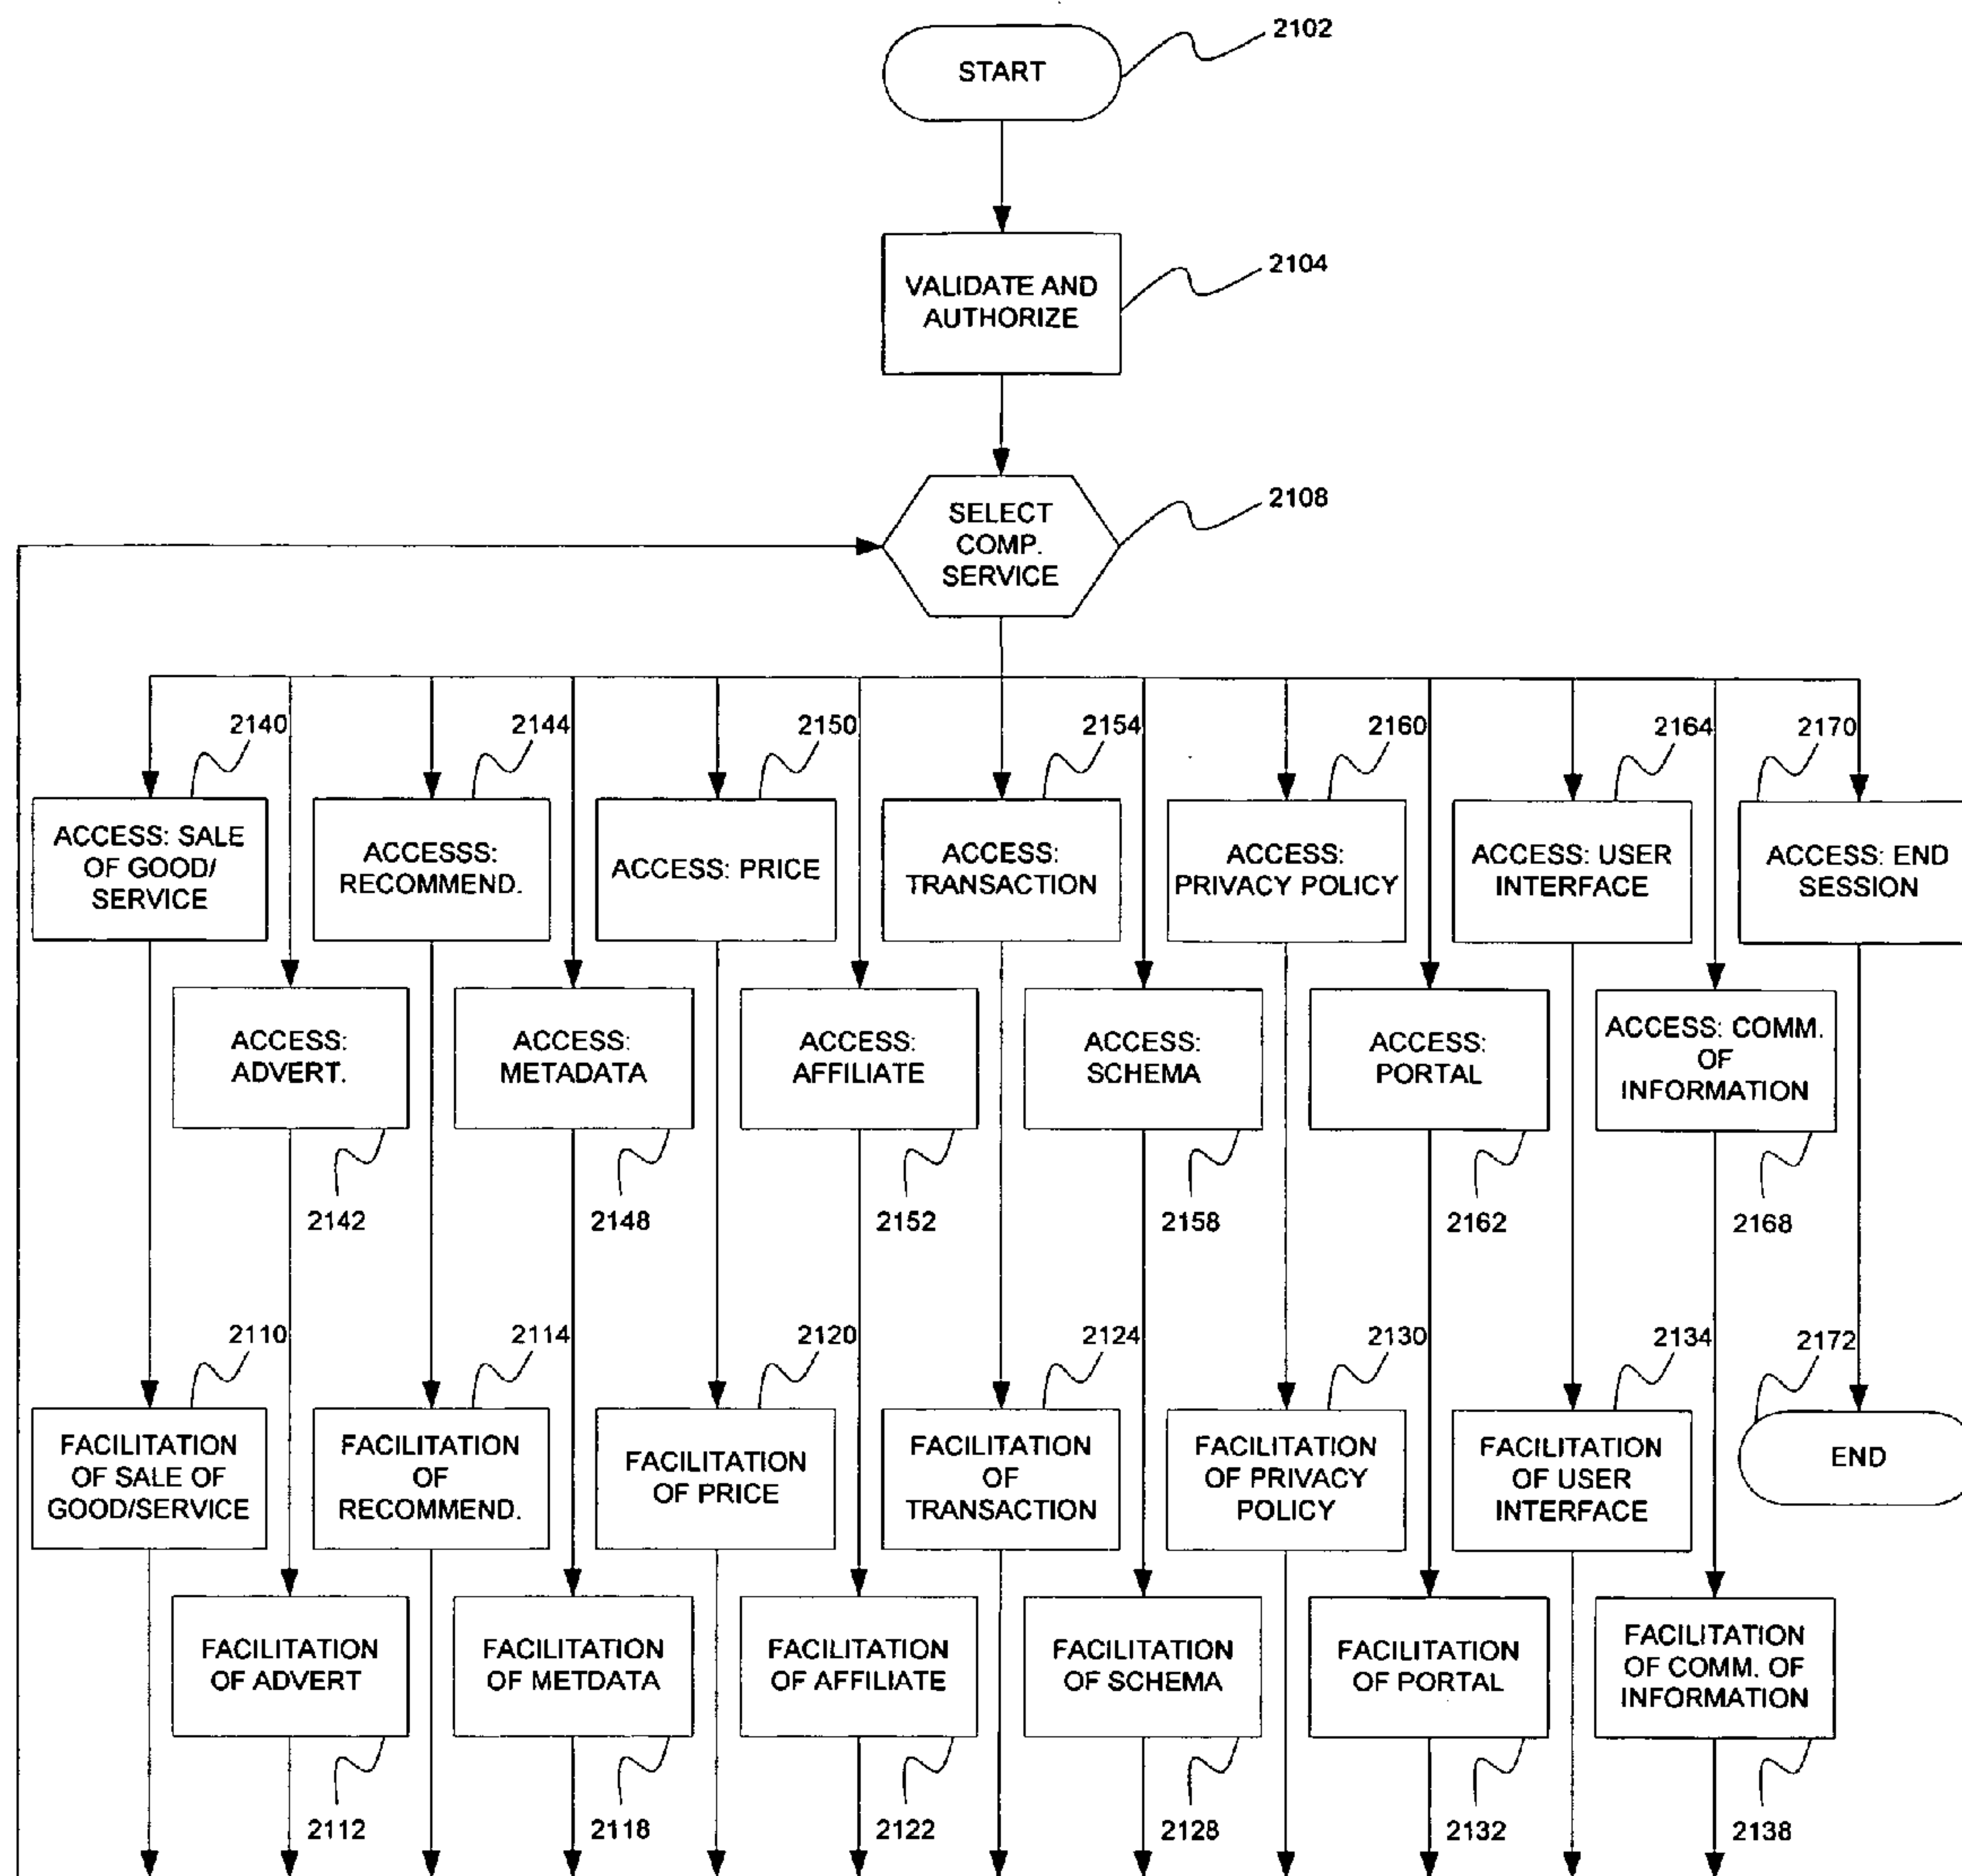 START
2102
VALIDATE AND
AUTHORIZE
2104
SELECT
COMP.
SERVICE
2108
2140
2144
2150
2154
2160
2164
2170
ACCESS: SALE
OF GOOD/
SERVICE
ACCESSS:
RECOMMEND.
ACCESS: PRICE
ACCESS:
TRANSACTION
ACCESS:
PRIVACY POLICY
ACCESS: USER
INTERFACE
ACCESS: END
SESSION
ACCESS:
ADVERT.
ACCESS:
METADATA
ACCESS:
AFFILIATE
ACCESS:
SCHEMA
ACCESS:
PORTAL
ACCESS: COMM.
OF
INFORMATION
2142
2148
2152
2158
2162
2168
2110
2114
2120
2124
2130
2134
2172
FACILITATION
OF SALE OF
GOOD/SERVICE
FACILITATION
OF
RECOMMEND.
FACILITATION
OF PRICE
FACILITATION
OF
TRANSACTION
FACILITATION
OF PRIVACY
POLICY
FACILITATION
OF USER
INTERFACE
END
FACILITATION
OF ADVERT
FACILITATION
OF METDATA
FACILITATION
OF AFFILIATE
FACILITATION
OF SCHEMA
FACILITATION
OF PORTAL
FACILITATION
OF COMM. OF
INFORMATION
2112
2118
2122
2128
2132
2138